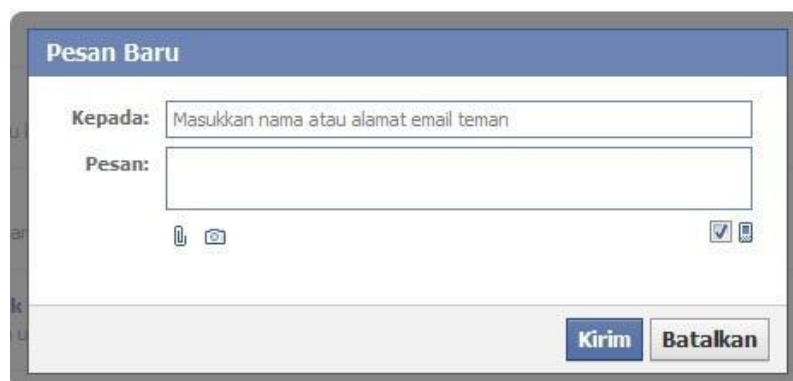 Pesan Baru
Kepada: Masukkan nama atau alamat email teman
Pesan:
Kirim Batalkan